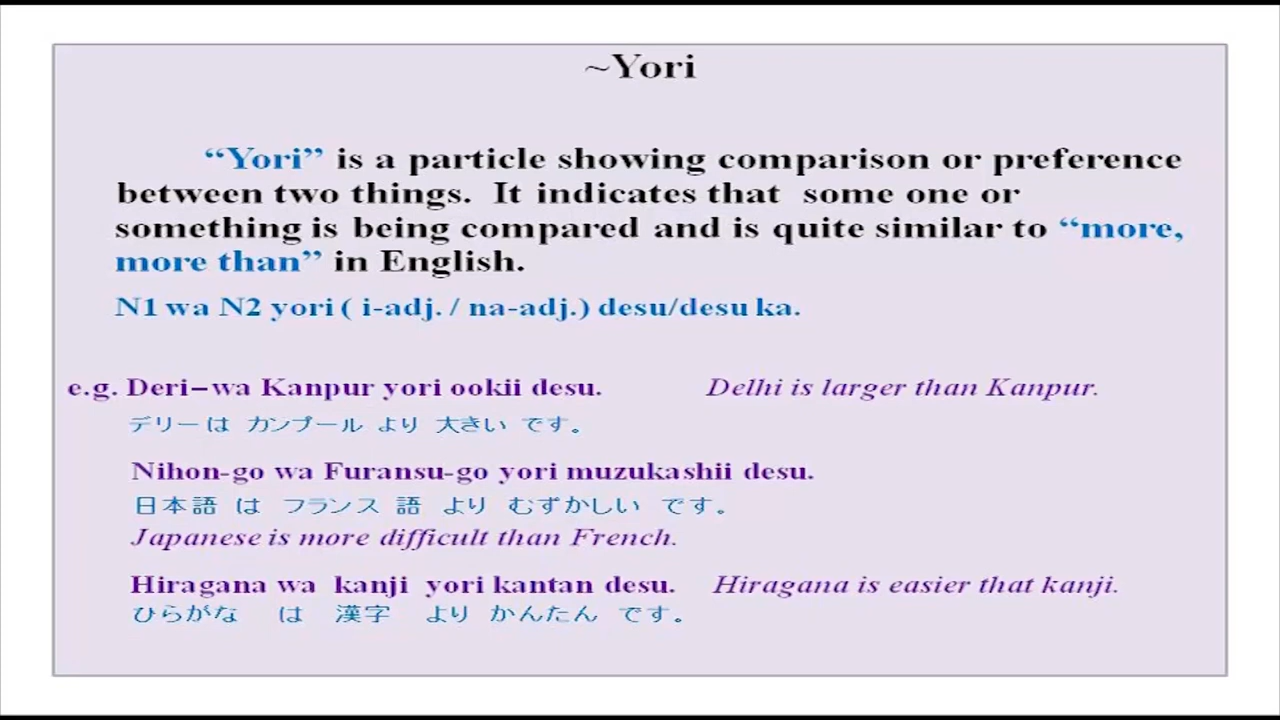 ~Yori
“Yori” is a particle showing comparison or preference
between two things. It indicates that some one or
something is being compared and is quite similar to “more,
more than” in English.
N1 wa N2 yori ( i-adj. / na-adj.) desu/desu ka.
e.g. Deri–wa Kanpur yori ookii desu. Delhi is larger than Kanpur.
デリーは カンプール より 大きい です。
Nihon-go wa Furansu-go yori muzukashii desu.
日本語 は フランス 語 より むずかしい です。
Japanese is more difficult than French.
Hiragana wa kanji yori kantan desu. Hiragana is easier that kanji.
ひらがな は 漢字 より かんたん です。